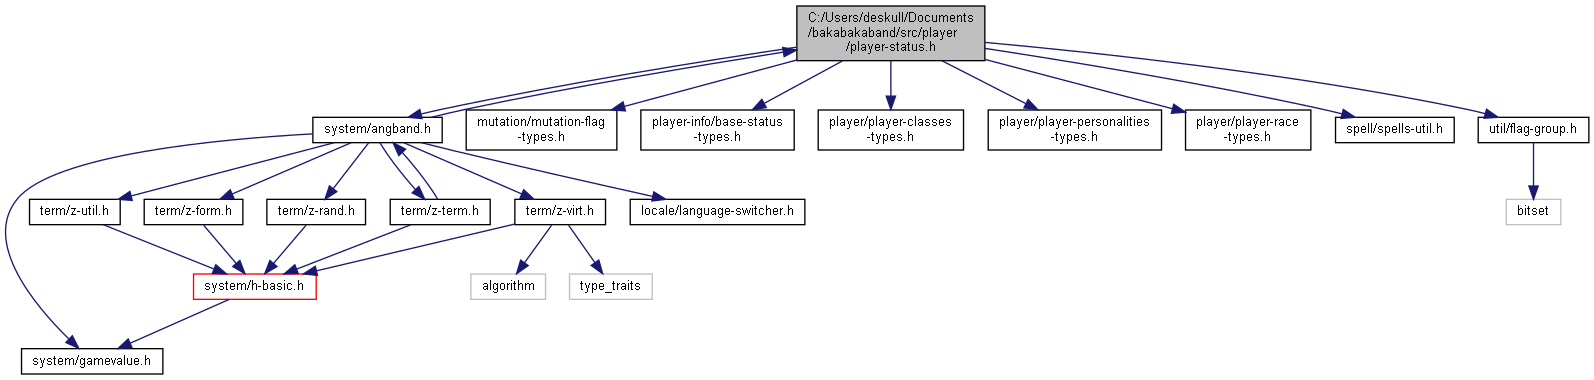 C:/Users/deskull/Documents
/bakabakaband/src/player
/player-status.h
system/angband.h
mutation/mutation-flag
-types.h
player-info/base-status
-types.h
player/player-classes
-types.h
player/player-personalities
-types.h
player/player-race
-types.h
spell/spells-util.h
util/flag-group.h
term/z-util.h
term/z-form.h
term/z-rand.h
term/z-term.h
term/z-virt.h
locale/language-switcher.h
bitset
system/h-basic.h
algorithm
type_traits
system/gamevalue.h